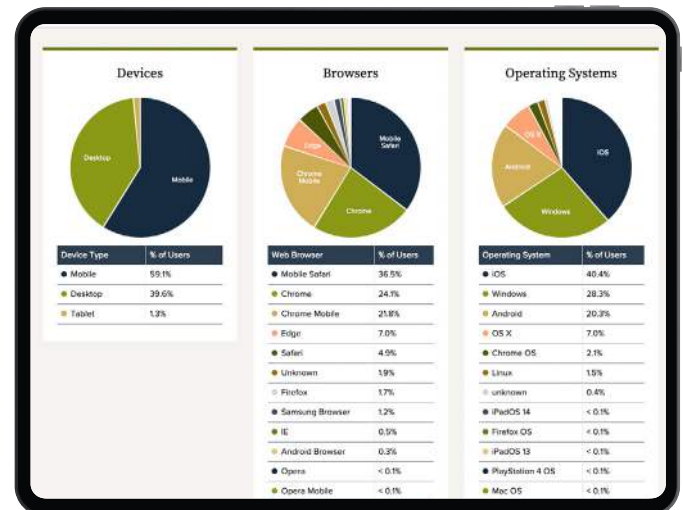 Devices
Desktop
Mobile
Device Type % of Users
Mobile 59.1%
Desktop 39.6%
Tablet 1.3%
Browsers
Mobile
Safari
Edge
Chrome
Mobile
Chrome
Web Browser % of Users
Mobile Safari 36.5%
Chrome 24.1%
Chrome Mobile 21.8%
Edge 7.0%
Safari 4.9%
Unknown 1.9%
Firefox 1.7%
Samsung Browser 1.2%
IE 0.5%
Android Browser 0.3%
Opera < 0.1%
Opera Mobile < 0.1%
Operating Systems
OS X
iOS
Android
Windows
Operating System % of Users
iOS 40.4%
Windows 28.3%
Android 20.3%
OS X 7.0%
Chrome OS 2.1%
Linux 1.5%
unknown 0.4%
iPadOS 14 < 0.1%
Firefox OS < 0.1%
iPadOS 13 < 0.1%
PlayStation 4 OS < 0.1%
Mac OS < 0.1%